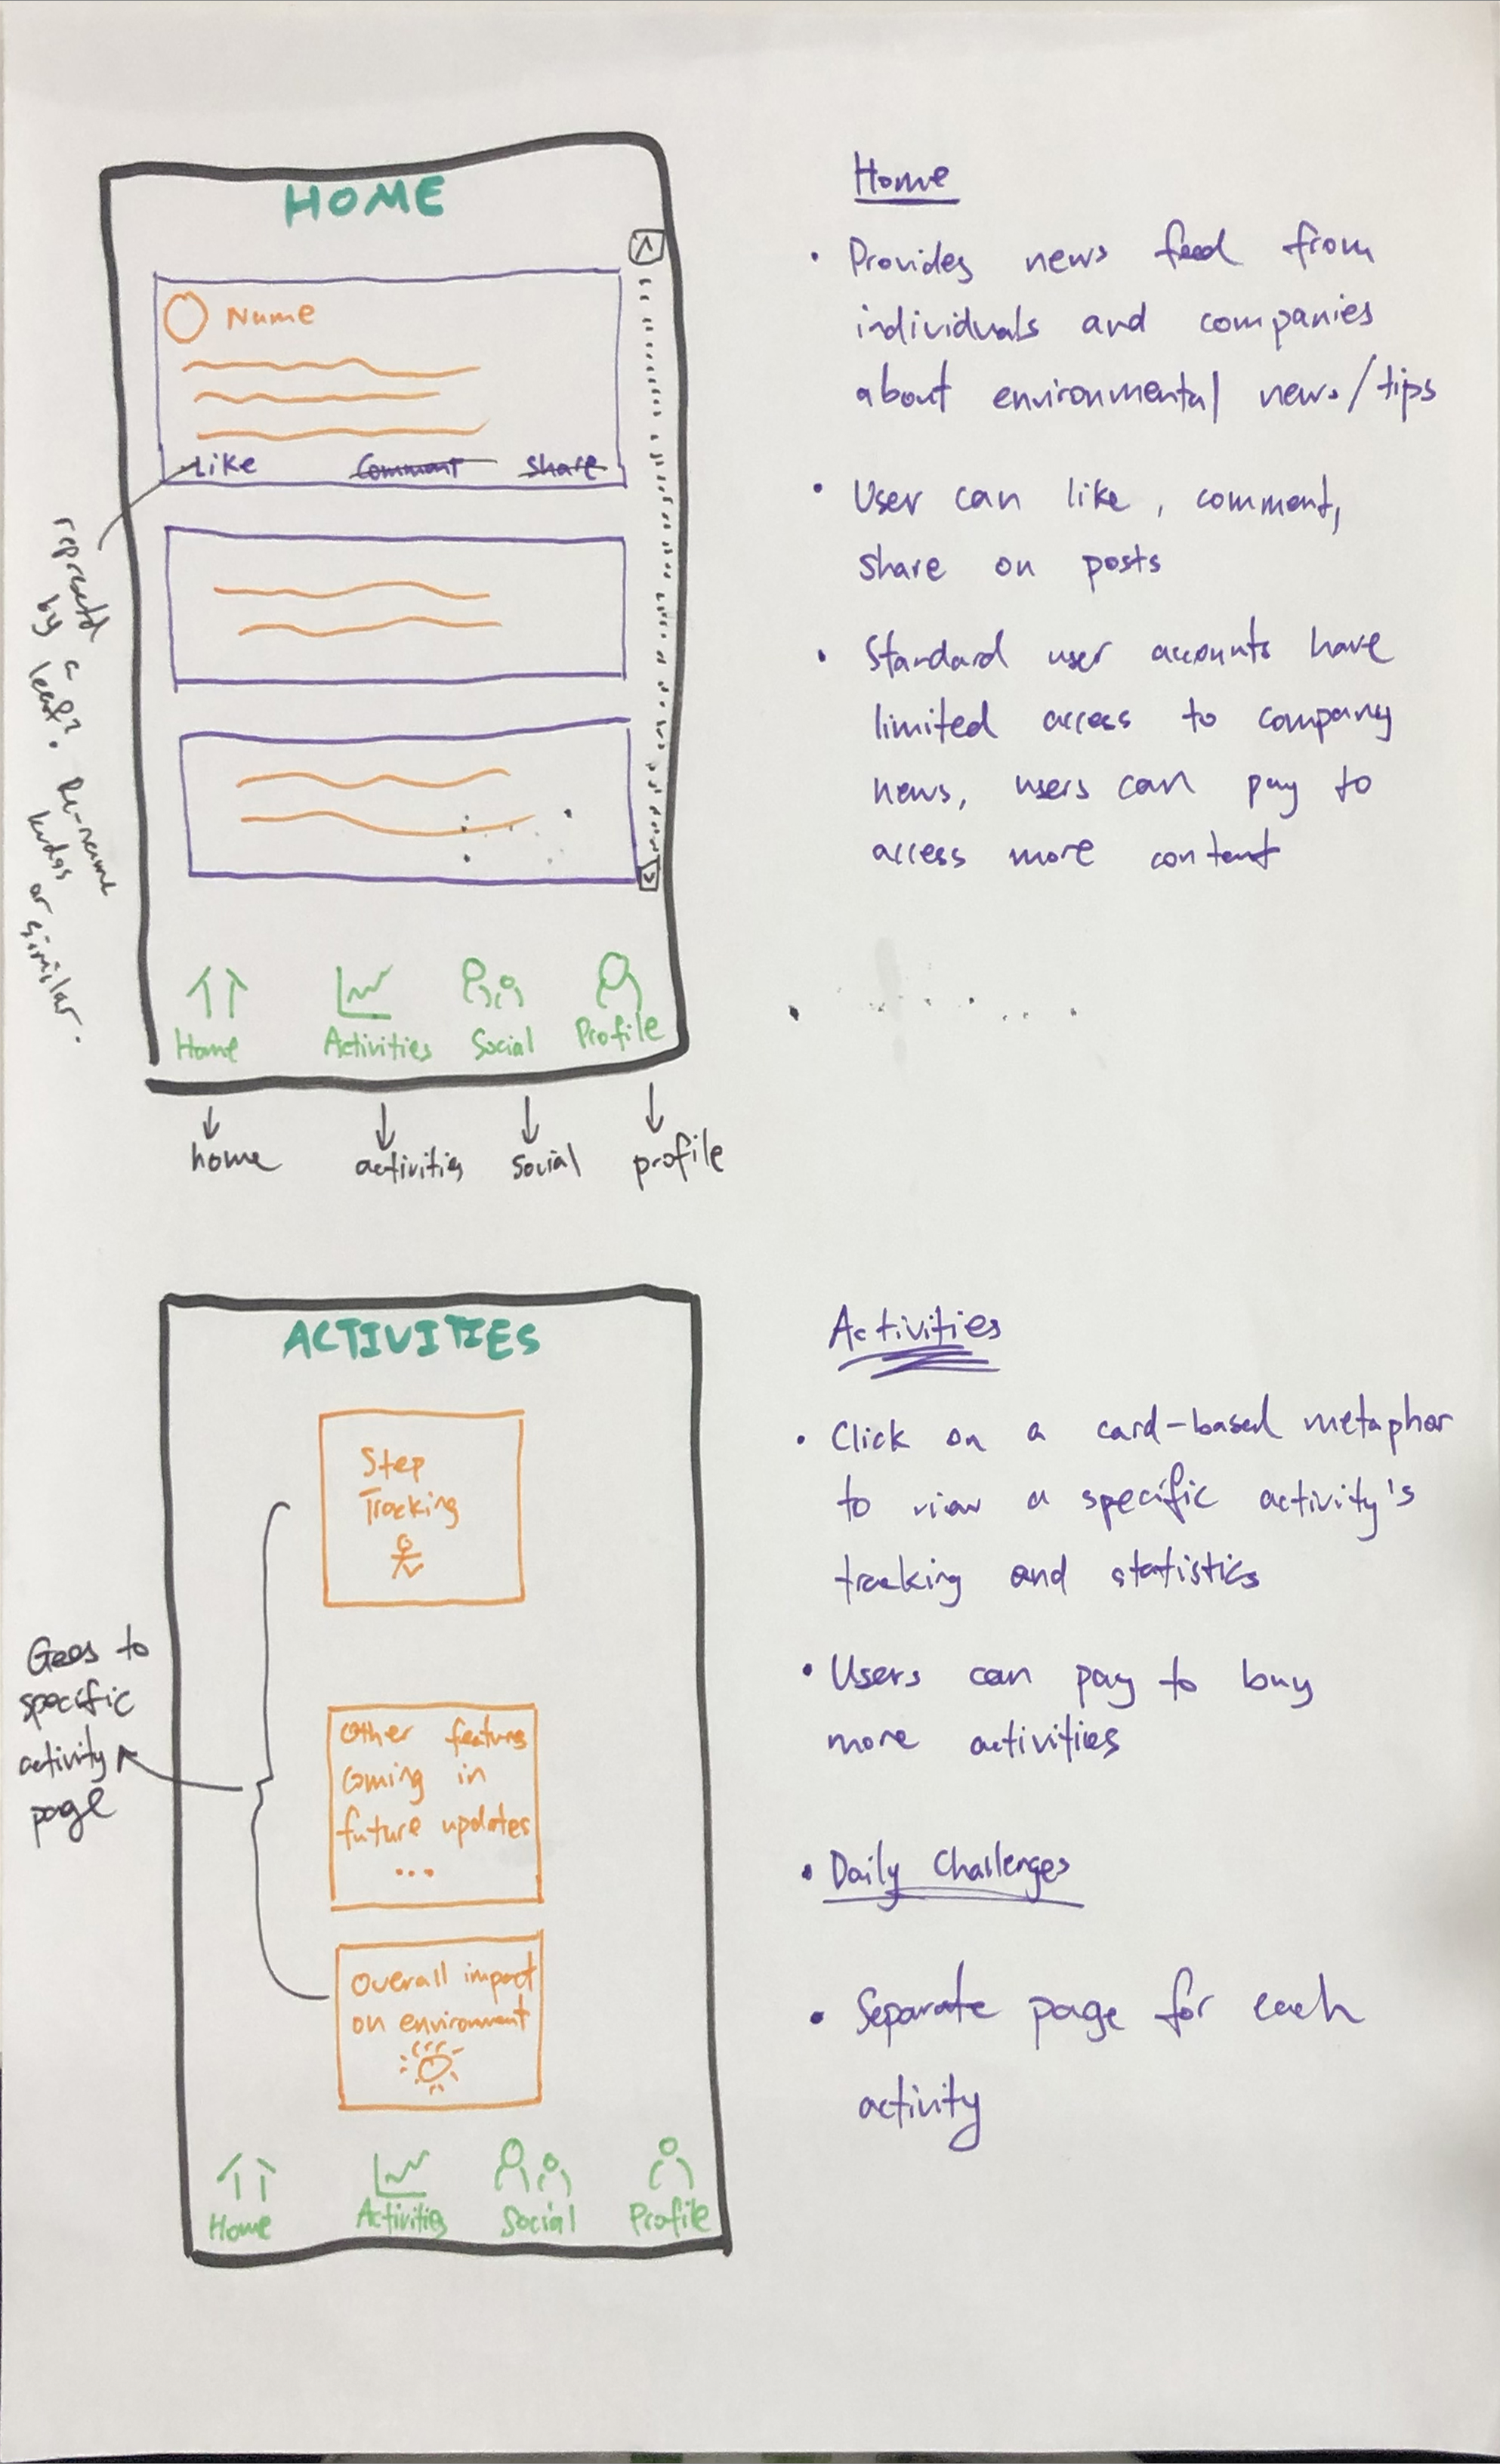 HOME
Name
Like Comment Share
represented
by a
leaf?. Re-name
kudos
or
similar.
Home Activities Social Profile
home activities social profile
Home
• Provides news feed from
individuals and companies
about environmental news/tips
• User can like, comment,
share on posts
• Standard user accounts have
limited access to company
news, users can pay to
access more content
ACTIVITIES
Step
Tracking
Other features
coming in
future updates
...
Overall impact
on environment
Goes to
specific
activity
page
Home Activities Social Profile
Activities
• Click on a card-based metaphor
to view a specific activity's
tracking and statistics
• Users can pay to buy
more activities
• Daily Challenges
• Separate page for each
activity